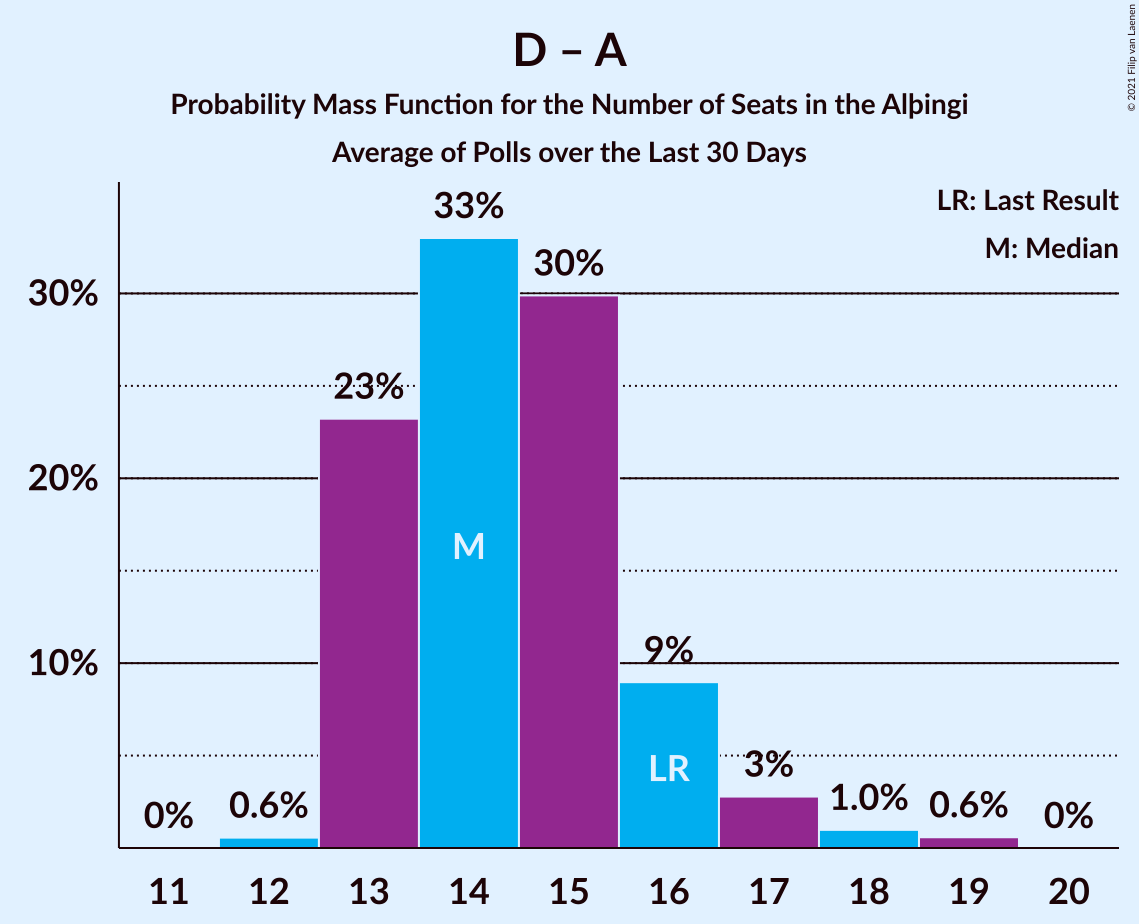 D – A
Probability Mass Function for the Number of Seats in the Alþingi
Average of Polls over the Last 30 Days
© 2021 Filip van Laenen
LR: Last Result
M: Median
33%
30%
30%
23%
20%
M
10%
9%
LR
3%
1.0%
0.6%
0.6%
0%
0%
11 12 13 14 15 16 17 18 19 20